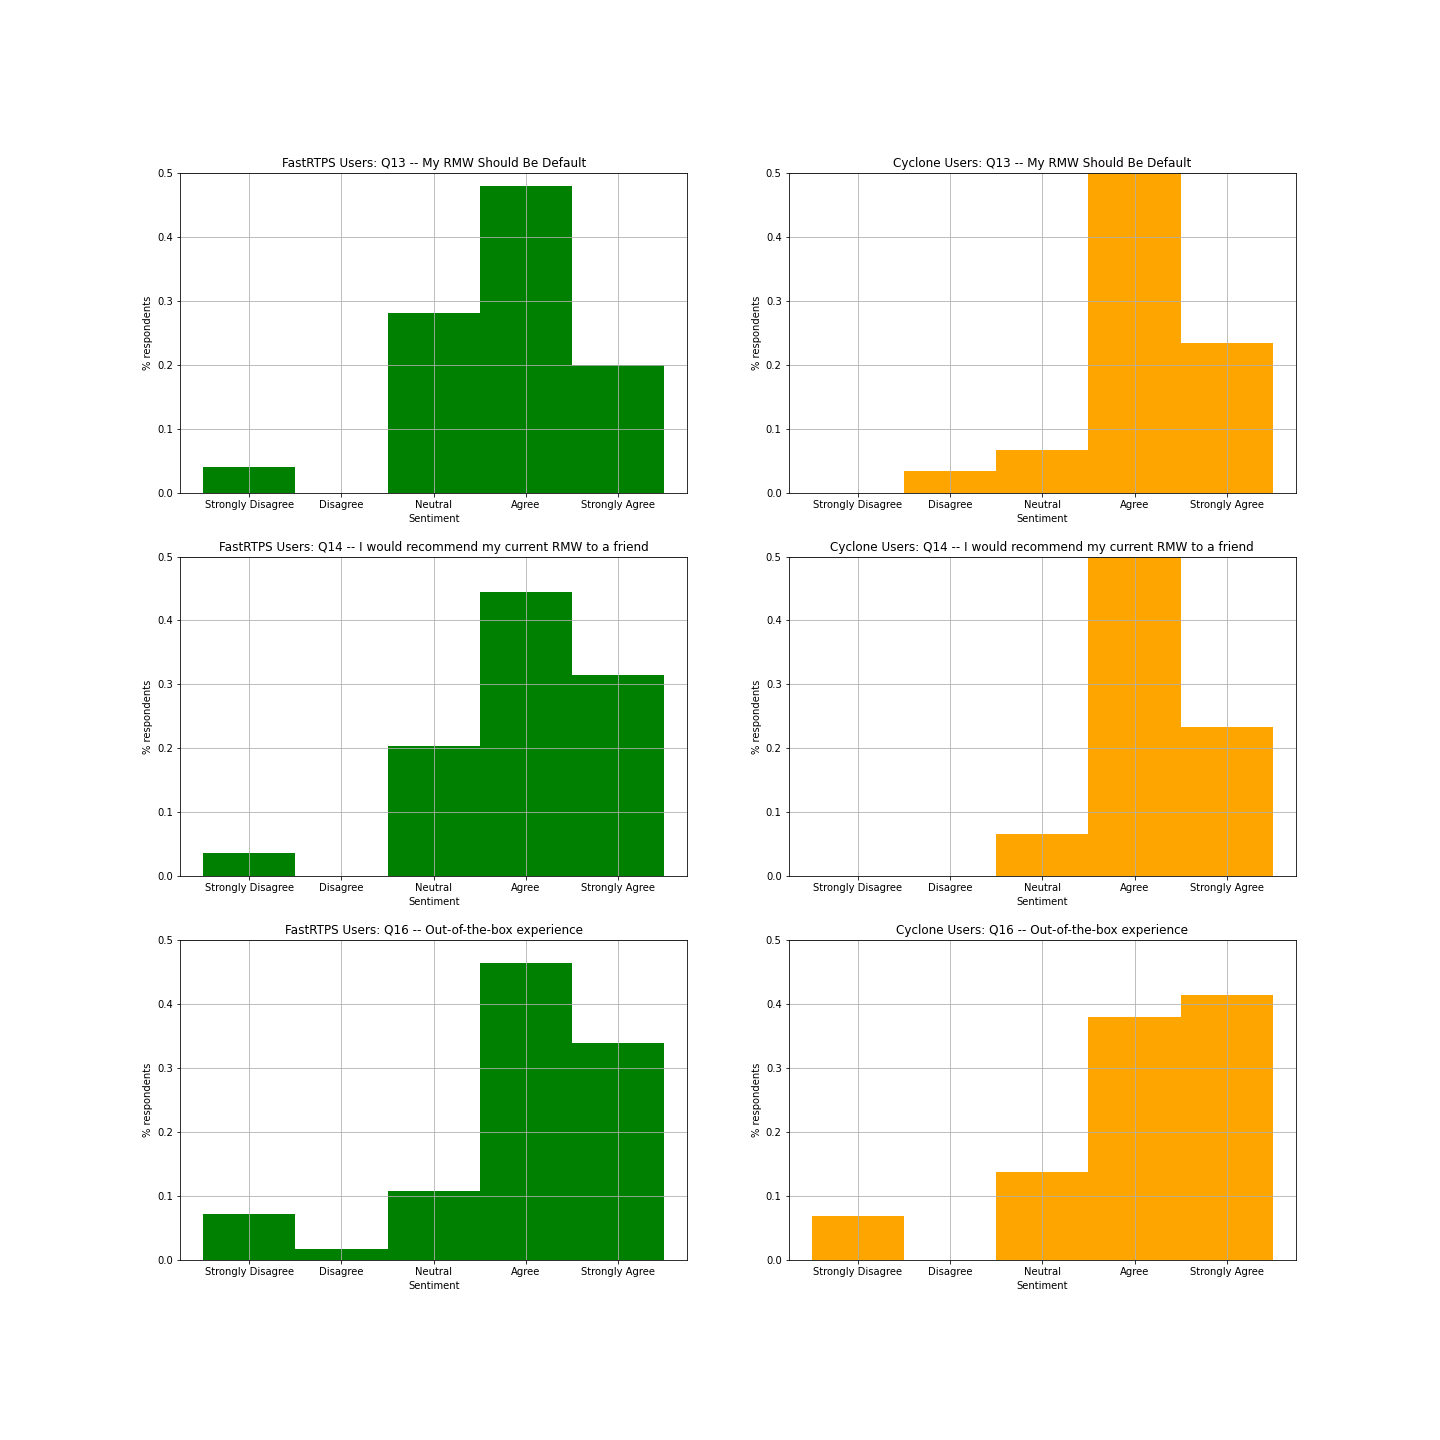 FastRTPS Users: Q13 -- My RMW Should Be Default
0.5
0.4
0.3
0.2
0.1
0.0
% respondents
Strongly Disagree Disagree Neutral Agree Strongly Agree
Sentiment
Cyclone Users: Q13 -- My RMW Should Be Default
0.5
0.4
0.3
0.2
0.1
0.0
% respondents
Strongly Disagree Disagree Neutral Agree Strongly Agree
Sentiment
FastRTPS Users: Q14 -- I would recommend my current RMW to a friend
0.5
0.4
0.3
0.2
0.1
0.0
% respondents
Strongly Disagree Disagree Neutral Agree Strongly Agree
Sentiment
Cyclone Users: Q14 -- I would recommend my current RMW to a friend
0.5
0.4
0.3
0.2
0.1
0.0
% respondents
Strongly Disagree Disagree Neutral Agree Strongly Agree
Sentiment
FastRTPS Users: Q16 -- Out-of-the-box experience
0.5
0.4
0.3
0.2
0.1
0.0
% respondents
Strongly Disagree Disagree Neutral Agree Strongly Agree
Sentiment
Cyclone Users: Q16 -- Out-of-the-box experience
0.5
0.4
0.3
0.2
0.1
0.0
% respondents
Strongly Disagree Disagree Neutral Agree Strongly Agree
Sentiment